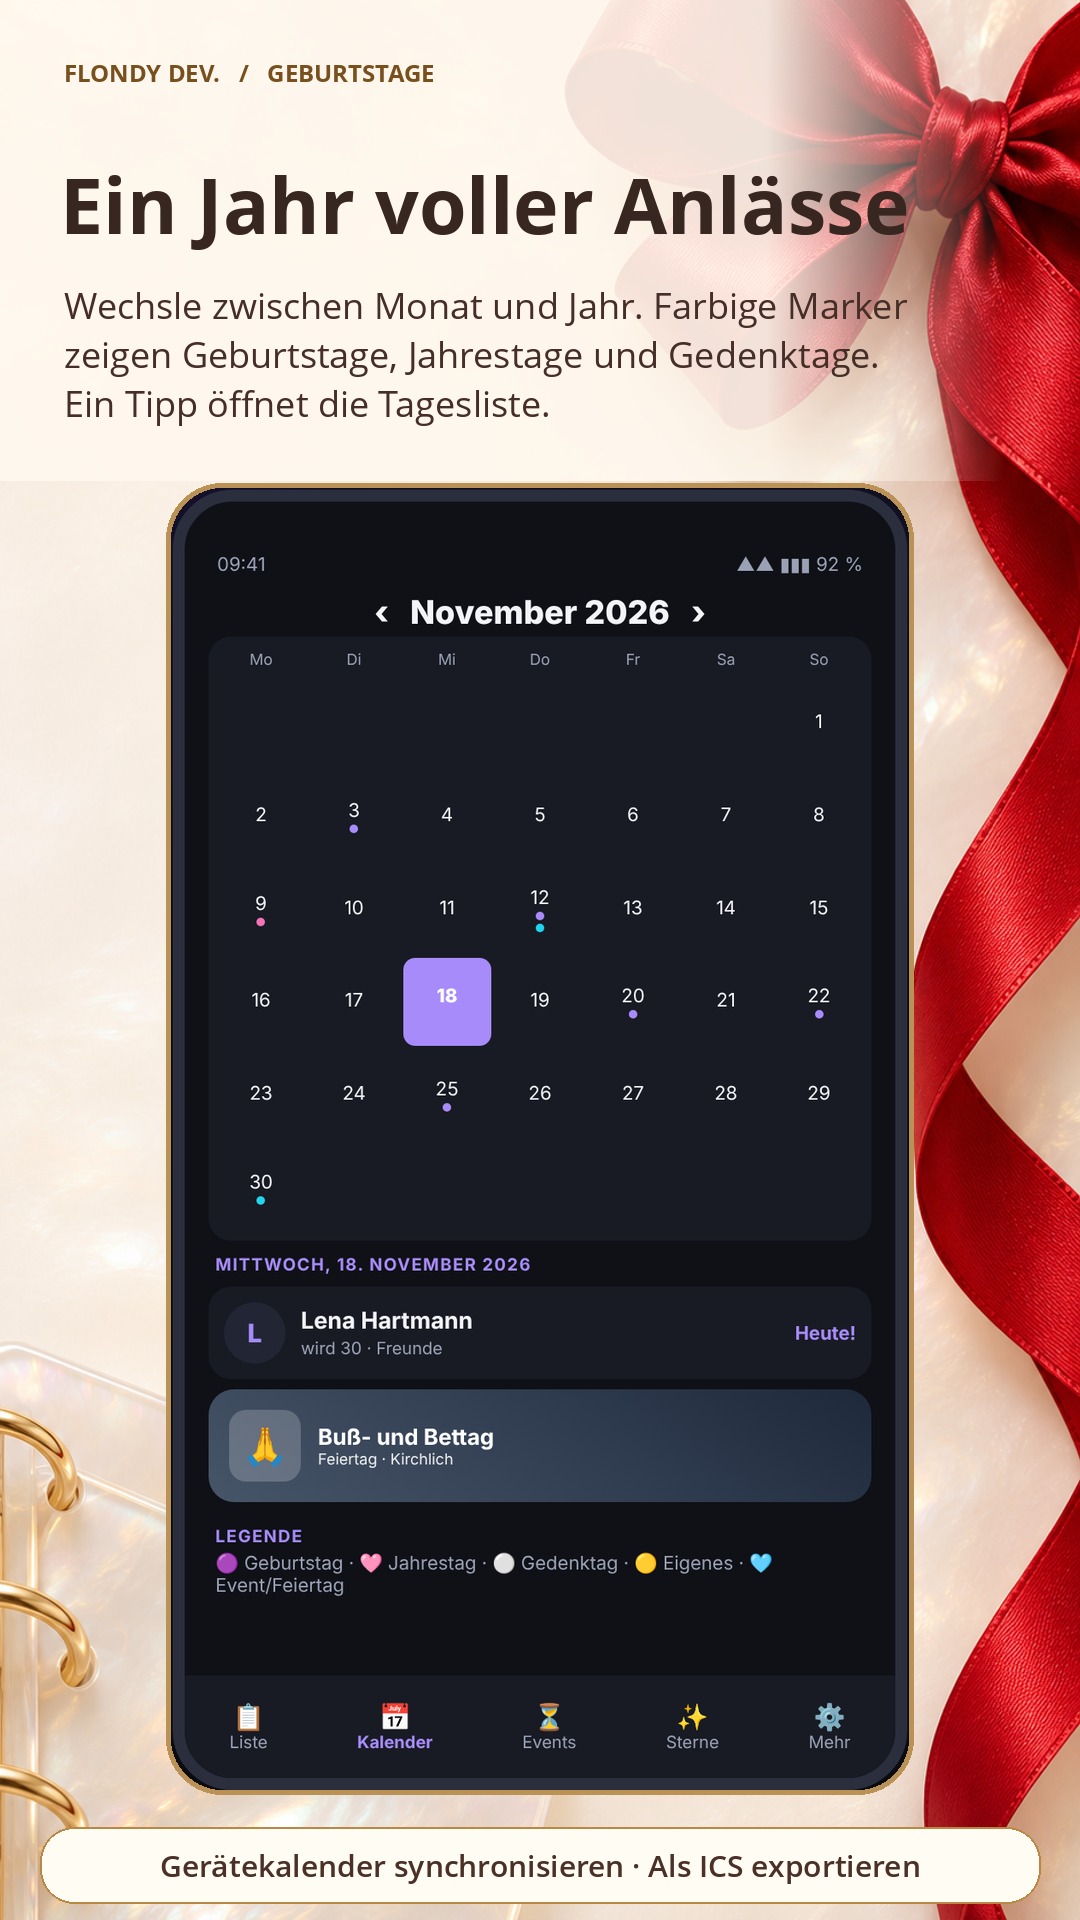 FLONDY DEV. / GEBURTSTAGE
Ein Jahr voller Anlässe
Wechsle zwischen Monat und Jahr. Farbige Marker
zeigen Geburtstage, Jahrestage und Gedenktage.
Ein Tipp öffnet die Tagesliste.
09:41 92 %
‹ November 2026 ›
Mo Di Mi Do Fr Sa So
1
2 3 4 5 6 7 8
9 10 11 12 13 14 15
16 17 18 19 20 21 22
23 24 25 26 27 28 29
30
MITTWOCH, 18. NOVEMBER 2026
L
Lena Hartmann
wird 30 · Freunde
Heute!
Buß- und Bettag
Feiertag · Kirchlich
LEGENDE
🟣 Geburtstag · 🩷 Jahrestag · ⚪ Gedenktag · 🟡 Eigenes · 🩵
Event/Feiertag
Liste Kalender Events Sterne Mehr
Gerätekalender synchronisieren · Als ICS exportieren